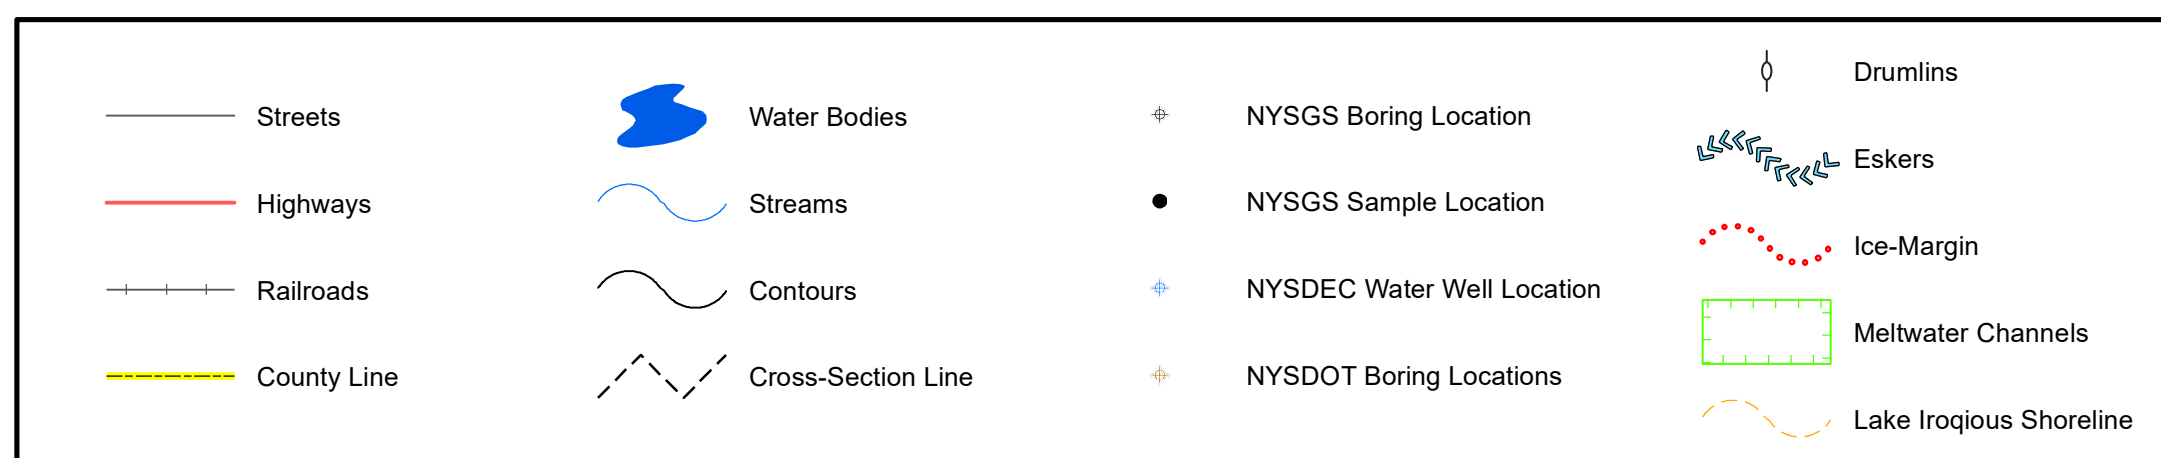 Streets
Highways
Railroads
County Line
Water Bodies
Streams
Contours
Cross-Section Line
NYSGS Boring Location
NYSGS Sample Location
NYSDEC Water Well Location
NYSDOT Boring Locations
Drumlins
Eskers
Ice-Margin
Meltwater Channels
Lake Iroqious Shoreline